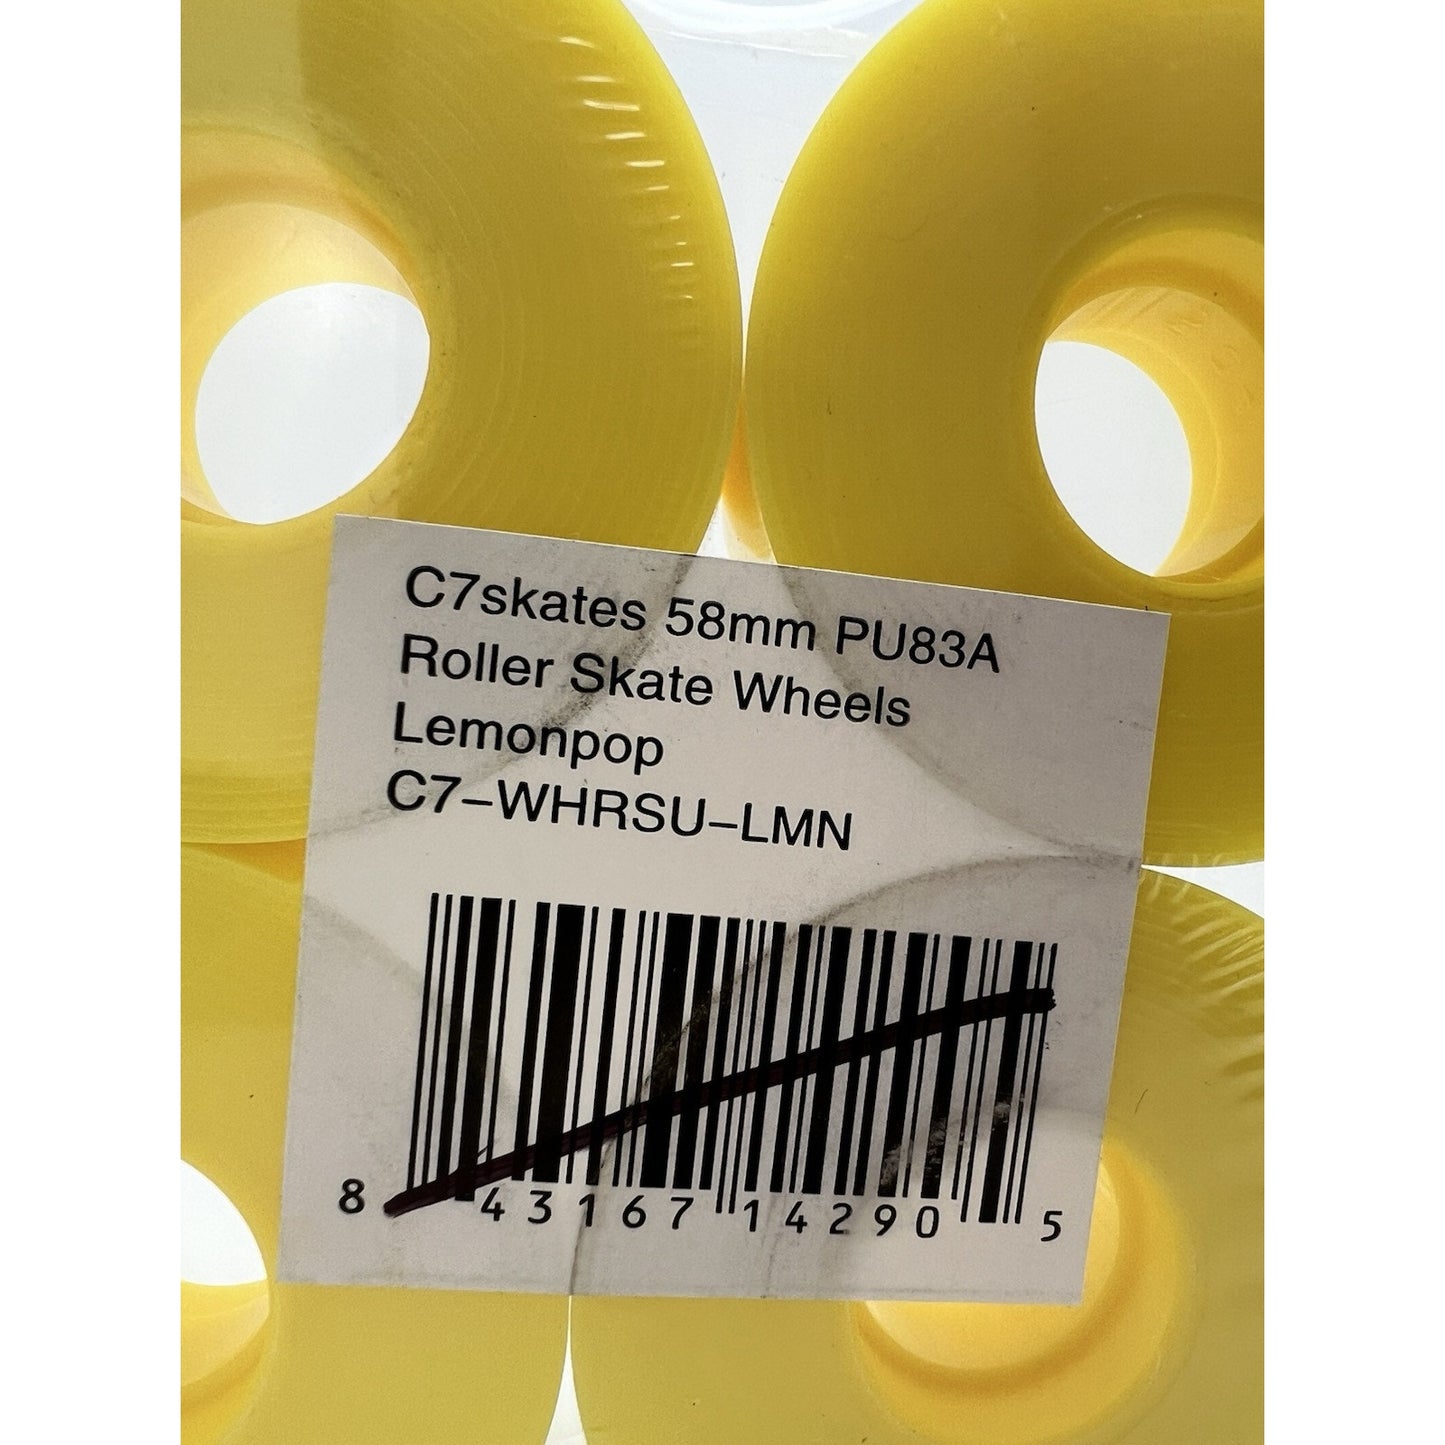 C7skates 58mm PU83A
Roller Skate Wheels
Lemonpop
C7-WHRSU-LMN
8 43167 14290 5